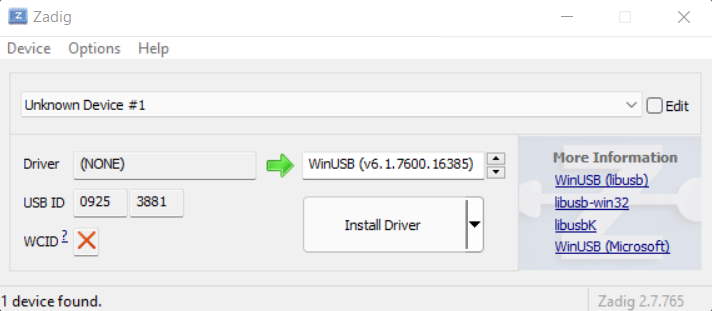 Zadig
Device Options Help
Unknown Device #1 Edit
Driver (NONE) WinUSB (v6.1.7600.16385)
USB ID 0925 3881
WCID ?
Install Driver
More Information
WinUSB (libusb)
libusb-win32
libusbK
WinUSB (Microsoft)
1 device found. Zadig 2.7.765